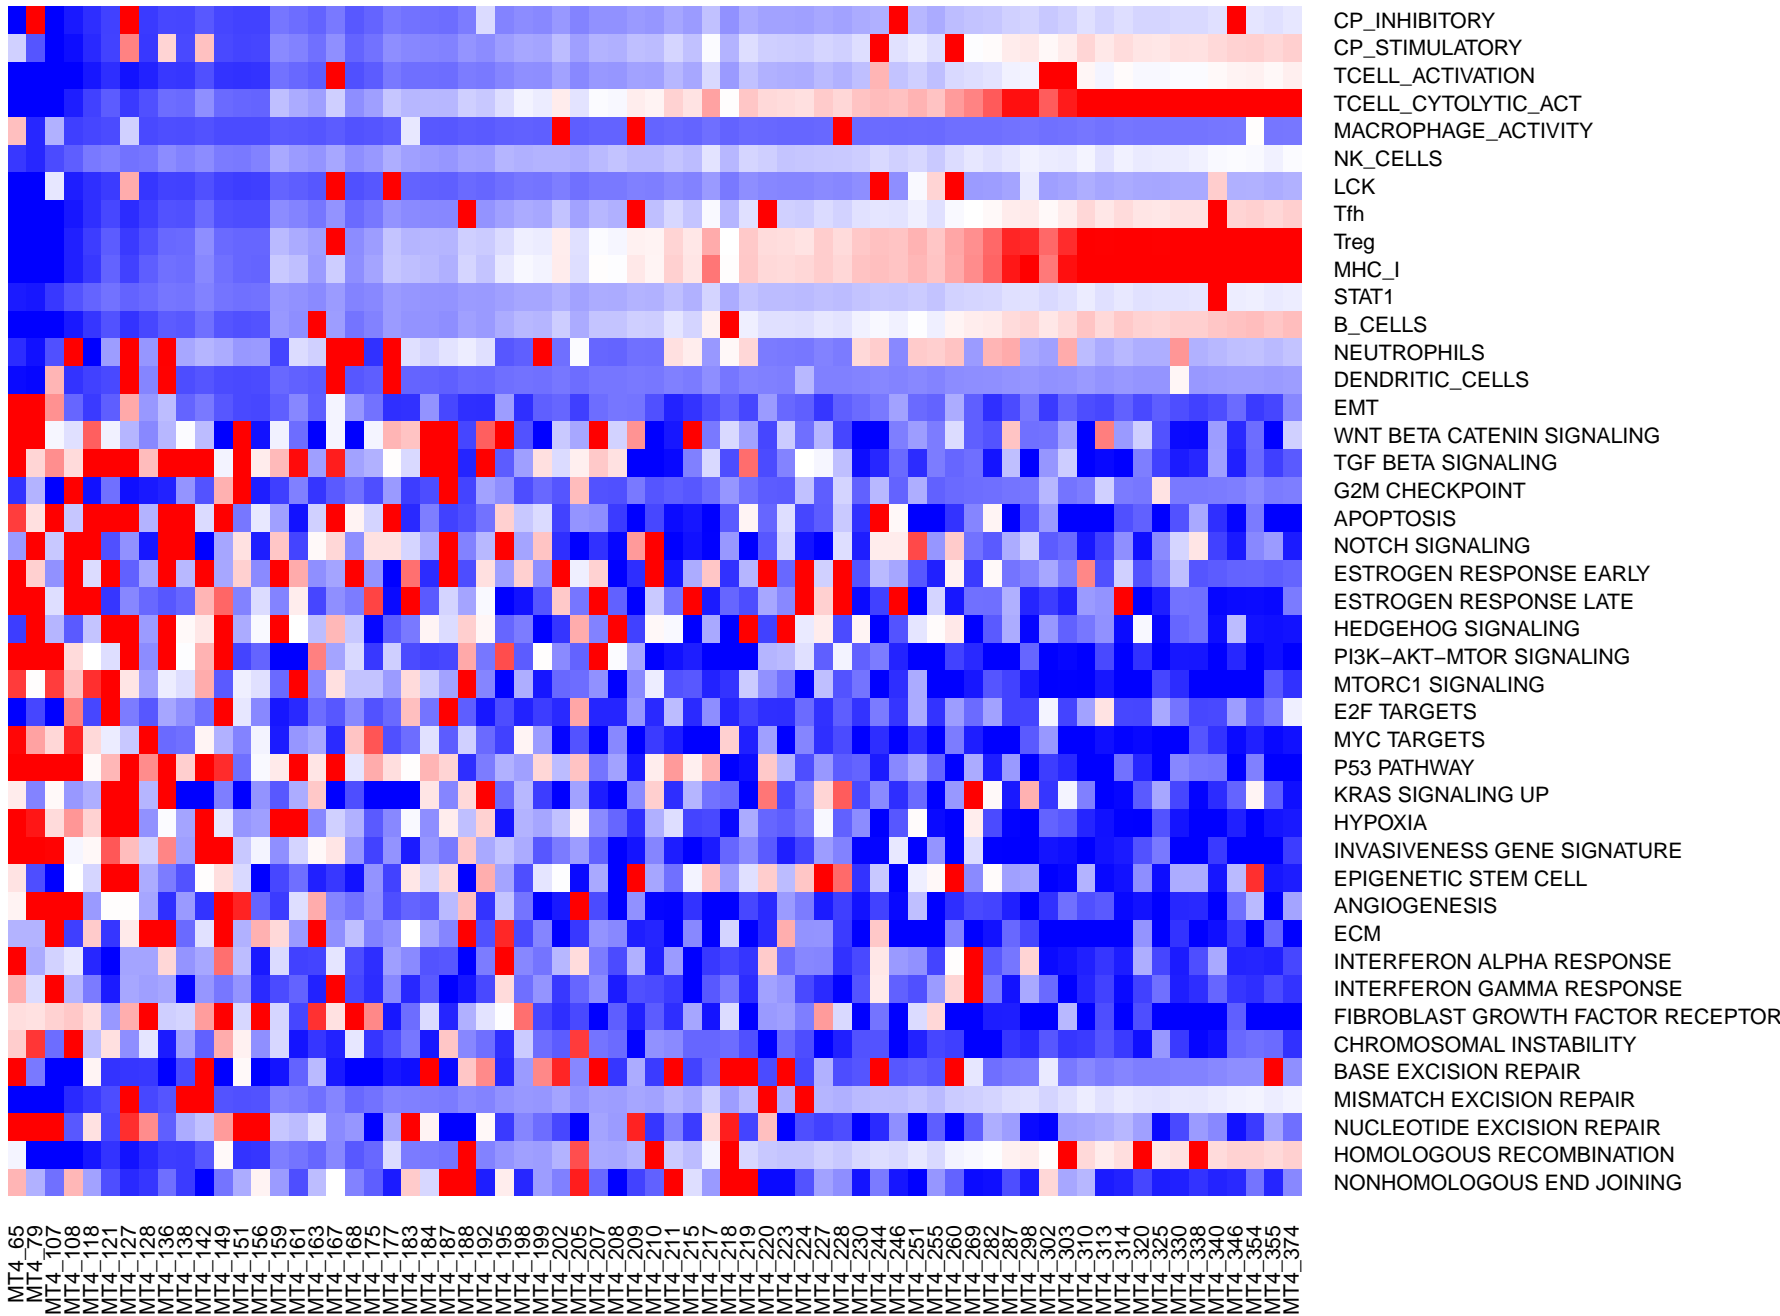 CP_INHIBITORY
CP_STIMULATORY
TCELL_ACTIVATION
TCELL_CYTOLYTIC_ACT
MACROPHAGE_ACTIVITY
NK_CELLS
LCK
Tfh
Treg
MHC_I
STAT1
B_CELLS
NEUTROPHILS
DENDRITIC_CELLS
EMT
WNT BETA CATENIN SIGNALING
TGF BETA SIGNALING
G2M CHECKPOINT
APOPTOSIS
NOTCH SIGNALING
ESTROGEN RESPONSE EARLY
ESTROGEN RESPONSE LATE
HEDGEHOG SIGNALING
PI3K−AKT−MTOR SIGNALING
MTORC1 SIGNALING
E2F TARGETS
MYC TARGETS
P53 PATHWAY
KRAS SIGNALING UP
HYPOXIA
INVASIVENESS GENE SIGNATURE
EPIGENETIC STEM CELL
ANGIOGENESIS
ECM
INTERFERON ALPHA RESPONSE
INTERFERON GAMMA RESPONSE
FIBROBLAST GROWTH FACTOR RECEPTOR
CHROMOSOMAL INSTABILITY
BASE EXCISION REPAIR
MISMATCH EXCISION REPAIR
NUCLEOTIDE EXCISION REPAIR
HOMOLOGOUS RECOMBINATION
NONHOMOLOGOUS END JOINING
MT4_65
MT4_79
MT4_107
MT4_108
MT4_118
MT4_121
MT4_127
MT4_128
MT4_136
MT4_138
MT4_142
MT4_149
MT4_151
MT4_156
MT4_159
MT4_161
MT4_163
MT4_167
MT4_168
MT4_175
MT4_177
MT4_183
MT4_184
MT4_187
MT4_188
MT4_192
MT4_195
MT4_198
MT4_199
MT4_202
MT4_205
MT4_207
MT4_208
MT4_209
MT4_210
MT4_211
MT4_215
MT4_217
MT4_218
MT4_219
MT4_220
MT4_223
MT4_224
MT4_227
MT4_228
MT4_230
MT4_244
MT4_246
MT4_251
MT4_255
MT4_260
MT4_269
MT4_282
MT4_287
MT4_298
MT4_302
MT4_303
MT4_310
MT4_313
MT4_314
MT4_320
MT4_325
MT4_330
MT4_338
MT4_340
MT4_346
MT4_354
MT4_355
MT4_374